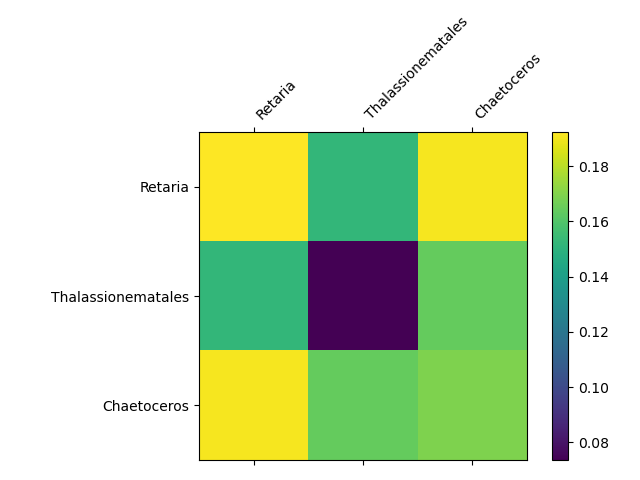 Retaria
Thalassionematales
Chaetoceros
Retaria
Thalassionematales
Chaetoceros
0.18
0.16
0.14
0.12
0.10
0.08